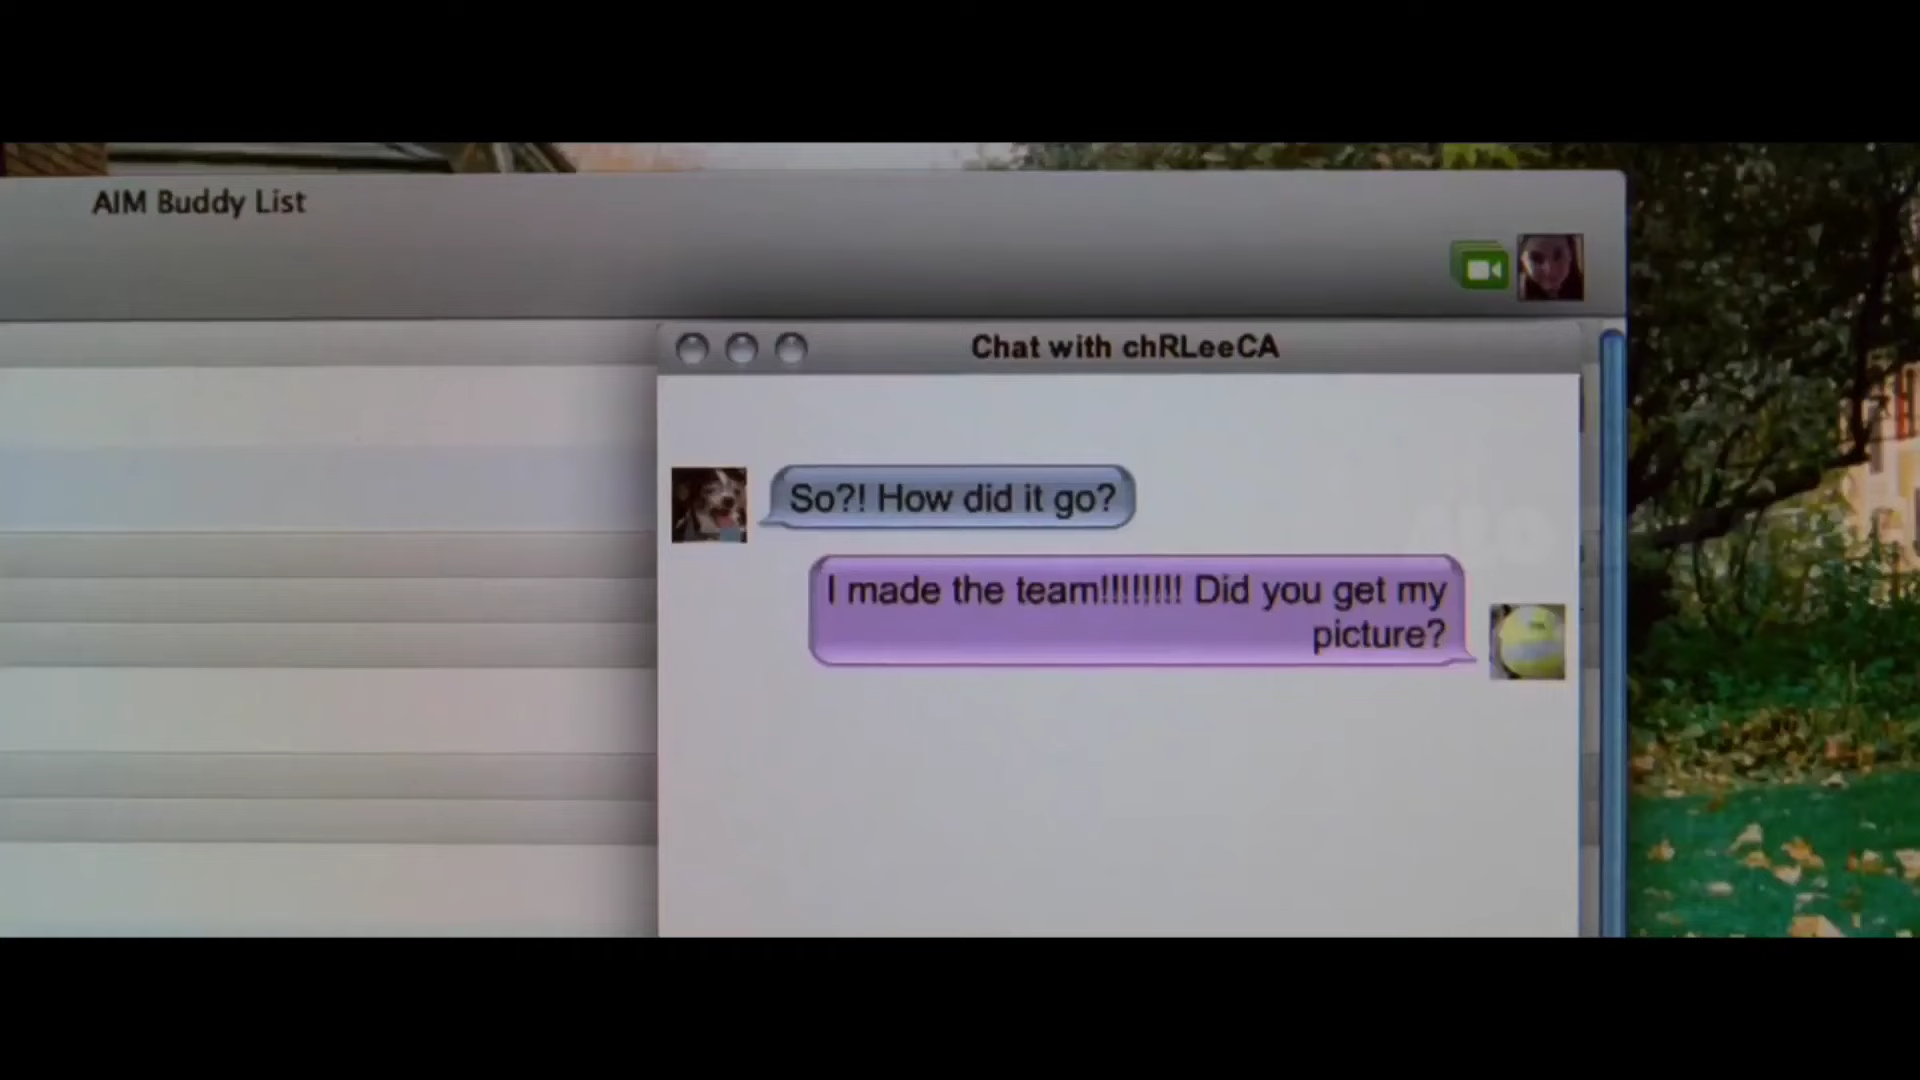 AIM Buddy List
Chat with chRLeeCA
So?! How did it go?
I made the team!!!!!!!!! Did you get my
picture?